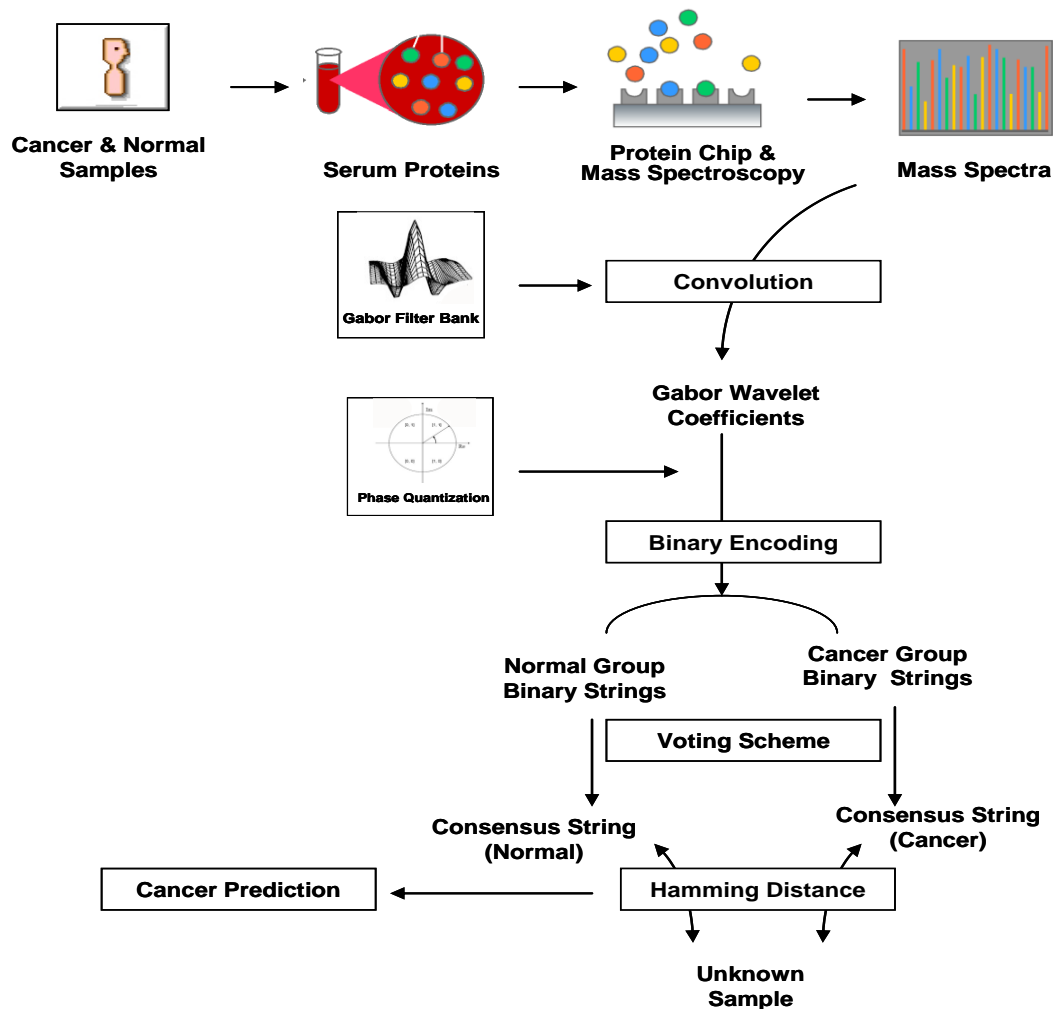 Cancer & Normal
Samples
Serum Proteins
Protein Chip &
Mass Spectroscopy
Mass Spectra
Convolution
Gabor Filter Bank
Gabor Wavelet
Coefficients
Phase Quantization
Binary Encoding
Normal Group
Binary Strings
Cancer Group
Binary Strings
Voting Scheme
Consensus String
(Normal)
Consensus String
(Cancer)
Cancer Prediction
Hamming Distance
Unknown
Sample